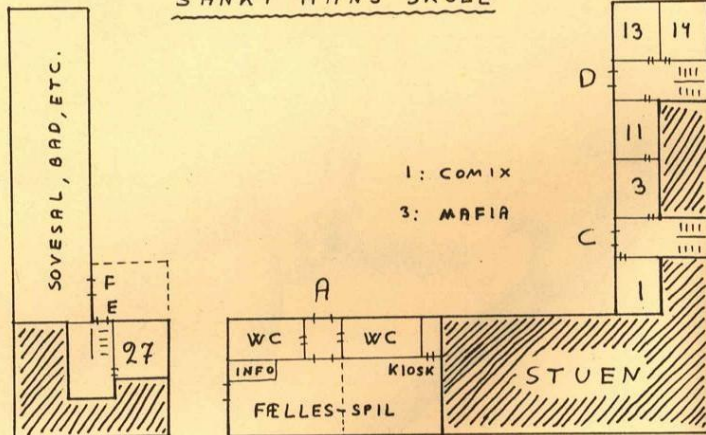 SANKT HANS SKOLE
13
14
D
11
SOVESAL, BAD, ETC.
1: COMIX
3: MAFIA
3
C
F
E
A
1
27
WC
WC
INFO
KIOSK
STUEN
FÆLLES-SPIL